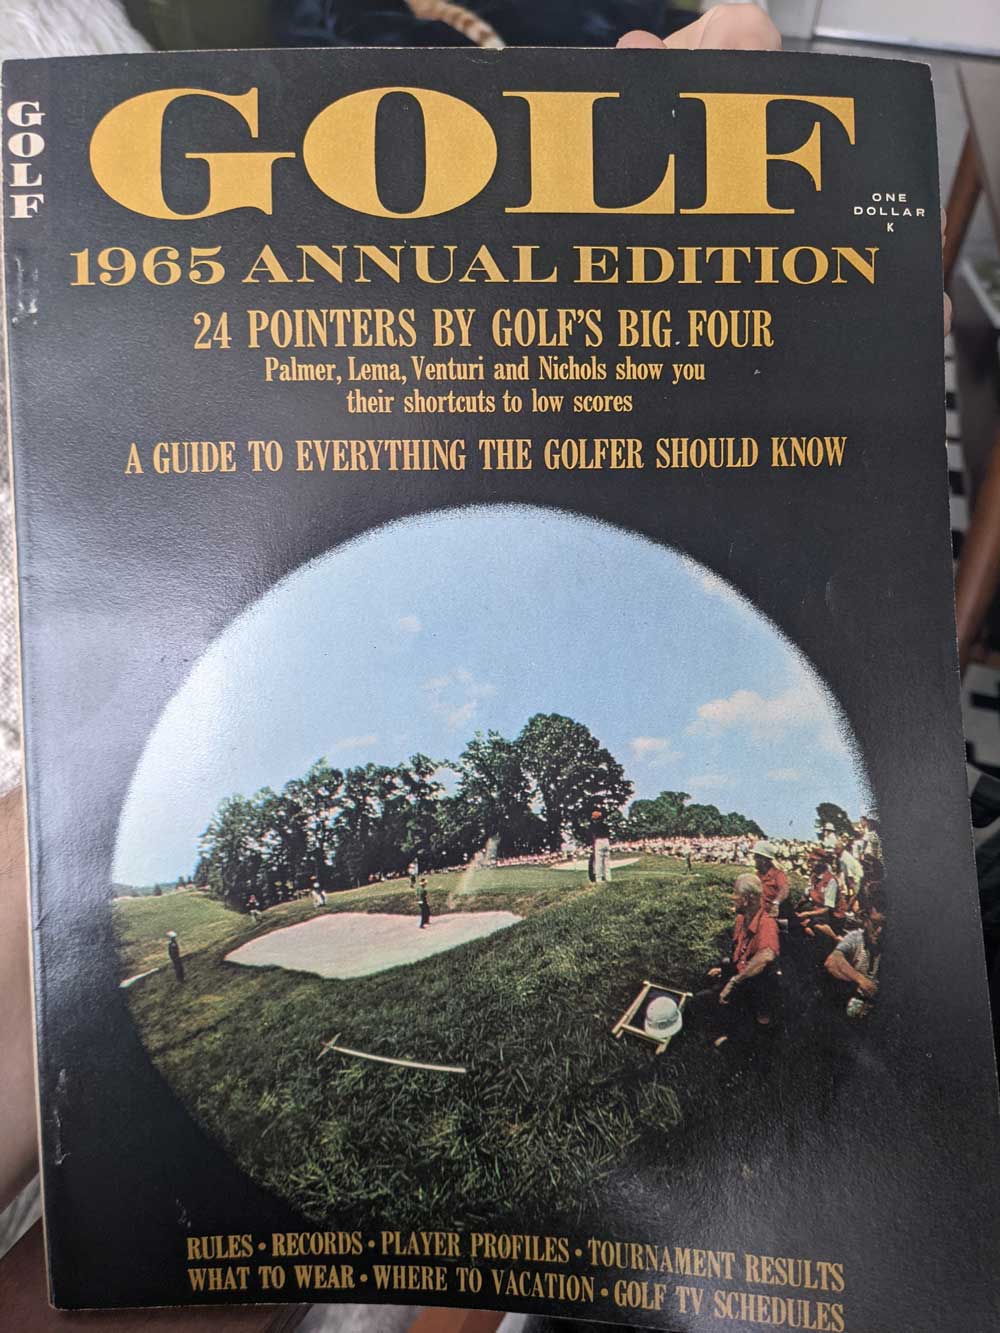 GOLF
GOLF
ONE
DOLLAR
K
1965 ANNUAL EDITION
24 POINTERS BY GOLF'S BIG FOUR
Palmer, Lema, Venturi and Nichols show you
their shortcuts to low scores
A GUIDE TO EVERYTHING THE GOLFER SHOULD KNOW
RULES • RECORDS • PLAYER PROFILES • TOURNAMENT RESULTS
WHAT TO WEAR • WHERE TO VACATION • GOLF TV SCHEDULES